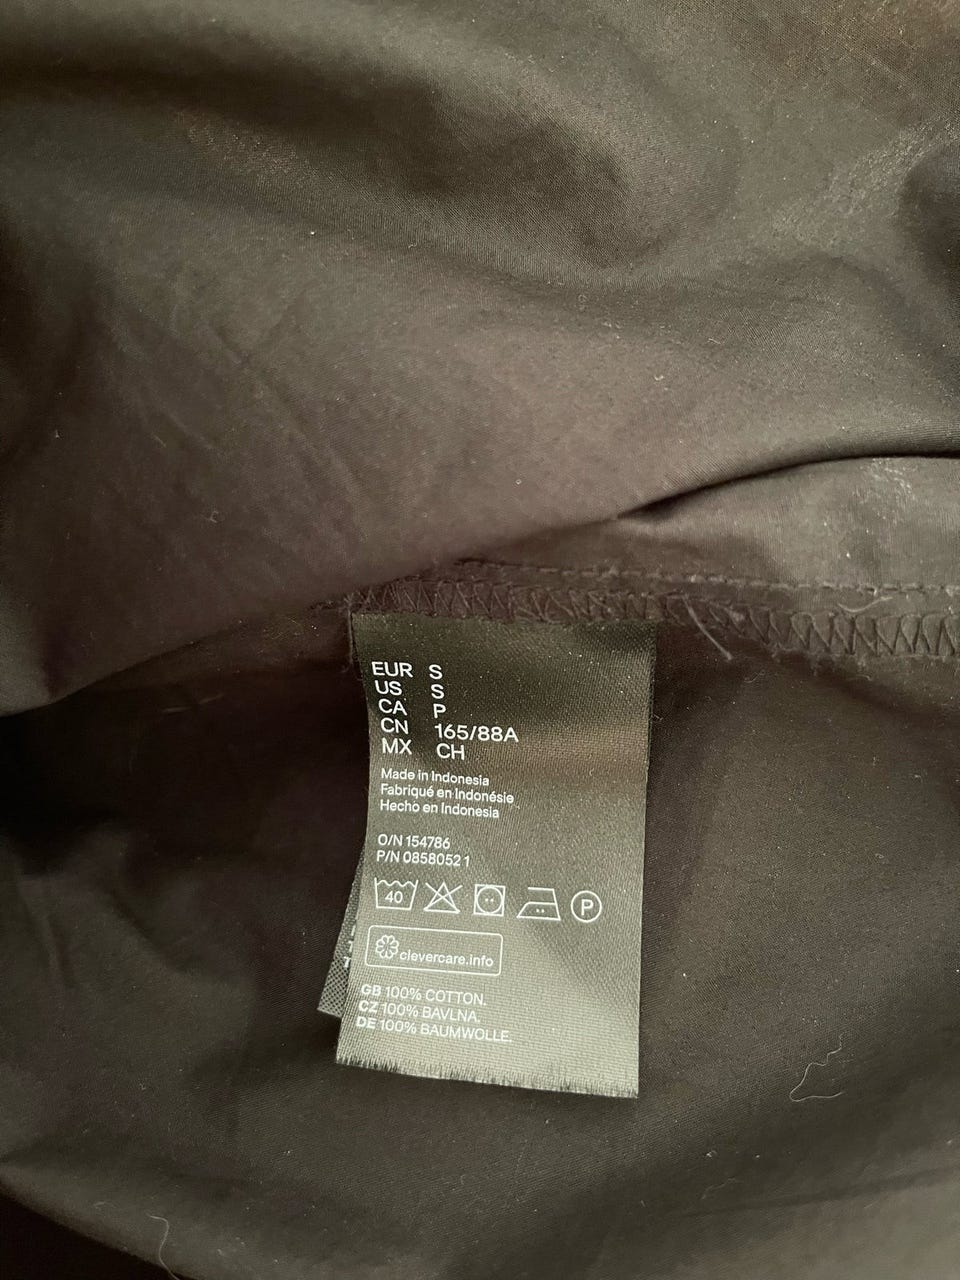 EUR S
US S
CA P
CN 165/88A
MX CH
Made in Indonesia
Fabriqué en Indonésie
Hecho en Indonesia
O/N 154786
P/N 08580521
40 P
clevercare.info
GB 100% COTTON.
CZ 100% BAVLNA.
DE 100% BAUMWOLLE.